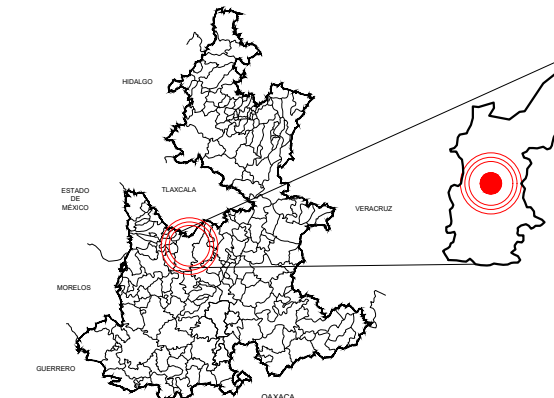 HIDALGO
TLAXCALA
ESTADO
DE
MÉXICO
VERACRUZ
MORELOS
GUERRERO
OAXACA